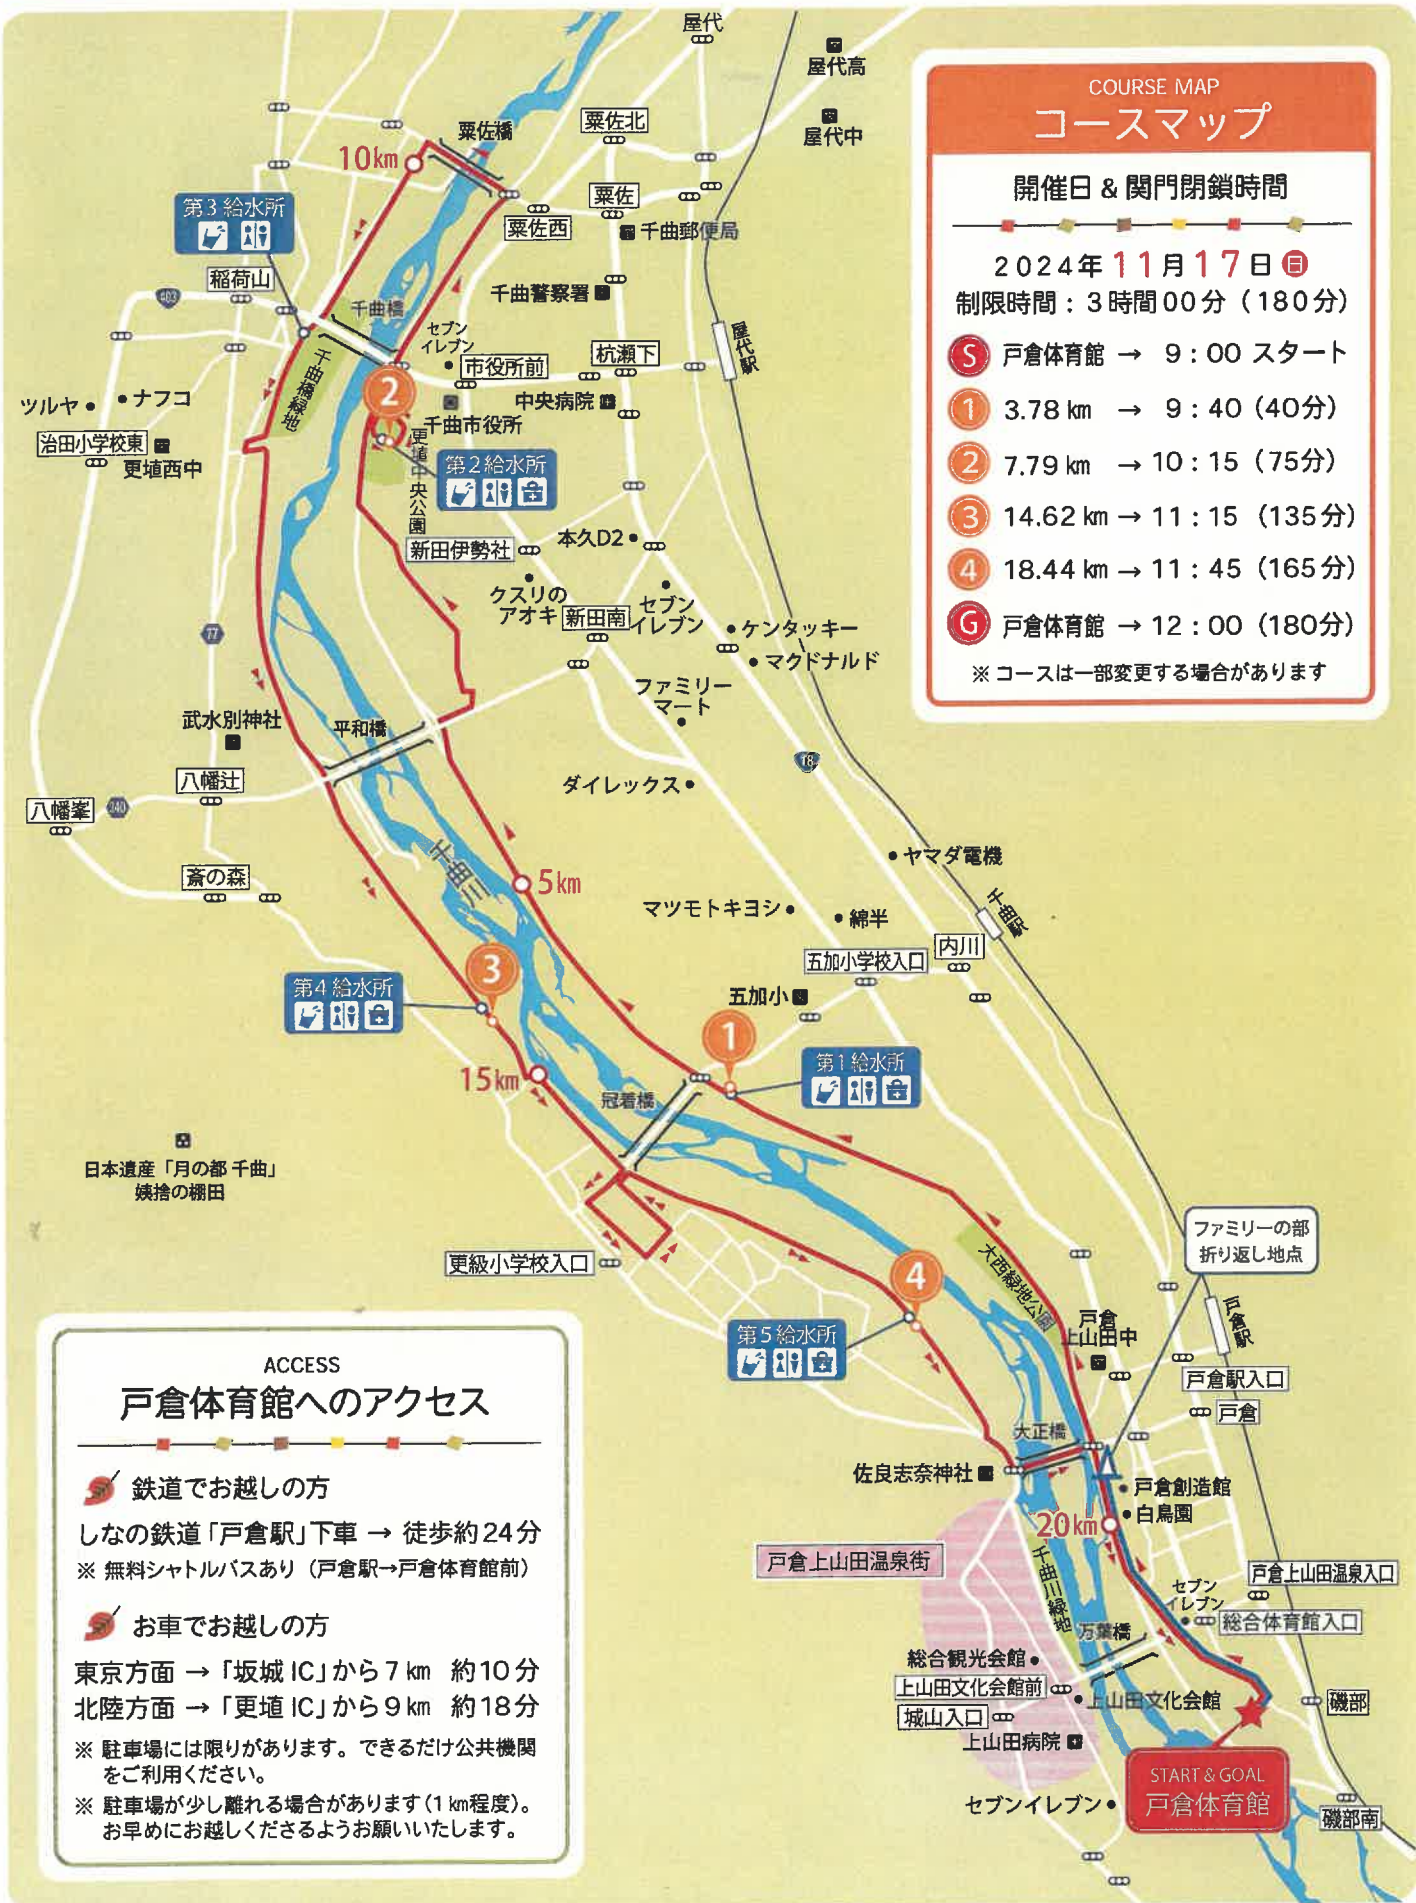 COURSE MAP
コースマップ
開催日 & 関門閉鎖時間
2024年11月17日 日
制限時間：3時間00分（180分）
S 戸倉体育館 → 9：00 スタート
1 3.78 km → 9：40（40分）
2 7.79 km → 10：15（75分）
3 14.62 km → 11：15（135分）
4 18.44 km → 11：45（165分）
G 戸倉体育館 → 12：00（180分）
※ コースは一部変更する場合があります
屋代
屋代高
屋代中
粟佐橋
粟佐北
10km
第3 給水所
粟佐
粟佐西
千曲郵便局
稲荷山
403
千曲橋
千曲警察署
セブン
イレブン
市役所前
杭瀬下
屋代駅
千曲橋緑地
2
ツルヤ
ナフコ
中央病院
千曲市役所
治田小学校東
更埴西中
更埴中央公園
第2 給水所
新田伊勢社
本久D2
クスリの
アオキ
新田南
セブン
イレブン
ケンタッキー
マクドナルド
77
ファミリー
マート
武水別神社
平和橋
18
ダイレックス
八幡辻
八幡峯
340
千曲川
ヤマダ電機
斎の森
5km
マツモトキヨシ
綿半
千曲駅
内川
五加小学校入口
3
第4 給水所
五加小
1
第1 給水所
15km
冠着橋
日本遺産「月の都 千曲」
姨捨の棚田
更級小学校入口
ファミリーの部
折り返し地点
大西緑地公園
4
第5 給水所
戸倉
上山田中
戸倉駅
戸倉駅入口
戸倉
大正橋
佐良志奈神社
戸倉創造館
白鳥園
20km
戸倉上山田温泉街
千曲川緑地
戸倉上山田温泉入口
セブン
イレブン
総合体育館入口
万葉橋
総合観光会館
上山田文化会館前
上山田文化会館
磯部
城山入口
上山田病院
START & GOAL
戸倉体育館
セブンイレブン
磯部南
ACCESS
戸倉体育館へのアクセス
鉄道でお越しの方
しなの鉄道「戸倉駅」下車 → 徒歩約24分
※ 無料シャトルバスあり（戸倉駅→戸倉体育館前）
お車でお越しの方
東京方面 →「坂城 IC」から7 km 約10分
北陸方面 →「更埴 IC」から9 km 約18分
※ 駐車場には限りがあります。できるだけ公共機関
をご利用ください。
※ 駐車場が少し離れる場合があります（1 km程度）。
お早めにお越しくださるようお願いいたします。